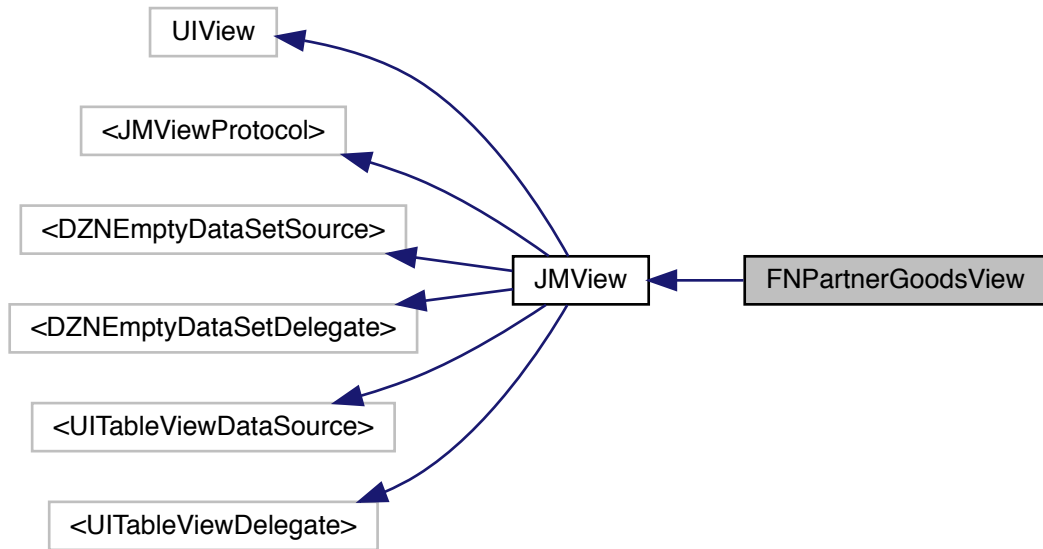 UIView
<JMViewProtocol>
<DZNEmptyDataSetSource>
<DZNEmptyDataSetDelegate>
<UITableViewDataSource>
<UITableViewDelegate>
JMView
FNPartnerGoodsView